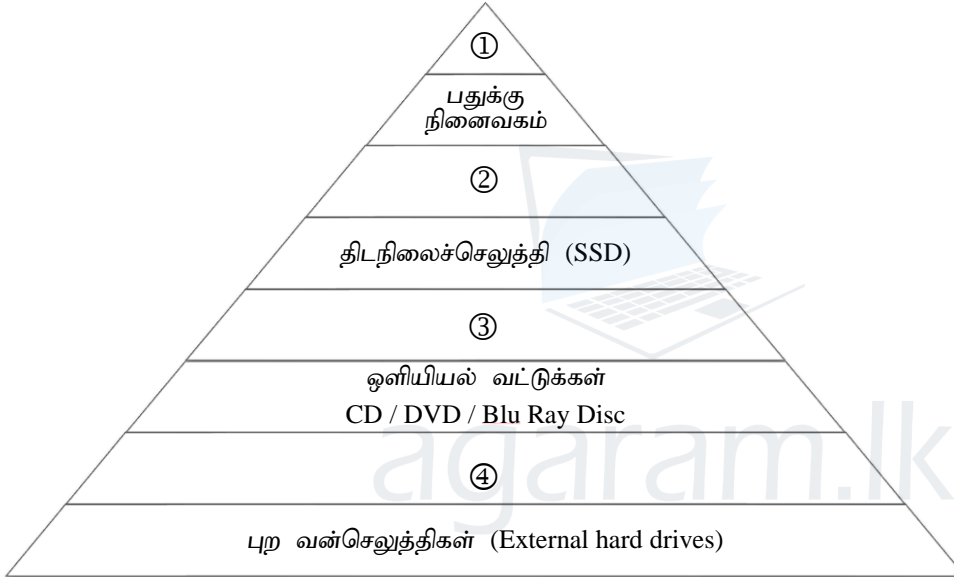 ①
பதுக்கு
நினைவகம்
②
திடநிலைச்செலுத்தி (SSD)
③
ஒளியியல் வட்டுக்கள்
CD / DVD / Blu Ray Disc
agaram.lk
④
புற வன்செலுத்திகள் (External hard drives)